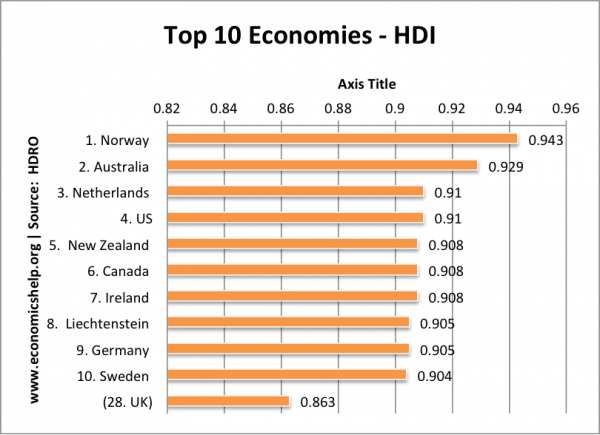 Top 10 Economies - HDI
Axis Title
0.82 0.84 0.86 0.88 0.9 0.92 0.94 0.96
www.economicshelp.org | Source: HDRO
1. Norway 0.943
2. Australia 0.929
3. Netherlands 0.91
4. US 0.91
5. New Zealand 0.908
6. Canada 0.908
7. Ireland 0.908
8. Liechtenstein 0.905
9. Germany 0.905
10. Sweden 0.904
(28. UK) 0.863